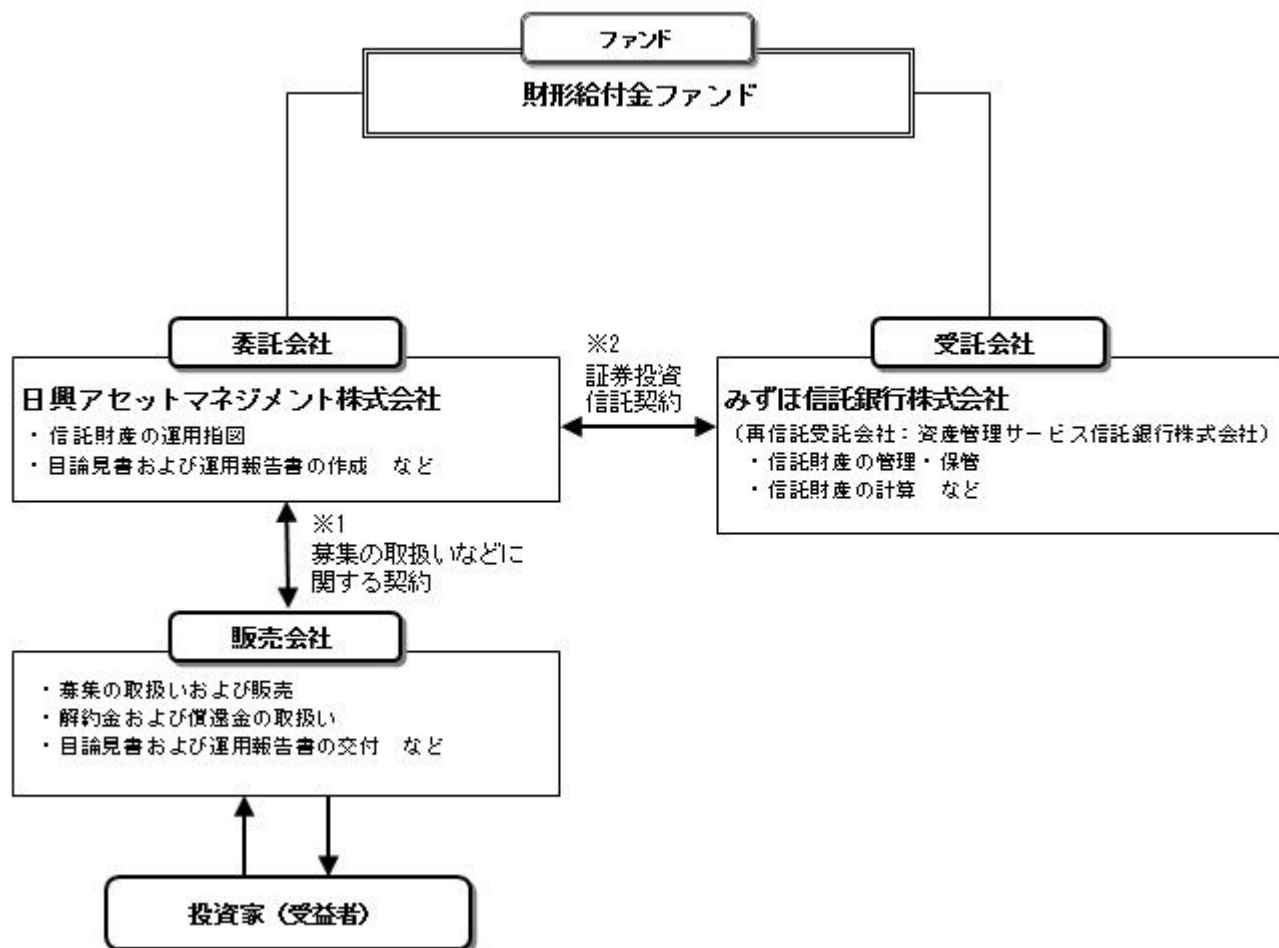 ファンド
財形給付金ファンド
委託会社
日興アセットマネジメント株式会社
・信託財産の運用指図
・目論見書および運用報告書の作成　など
※2
証券投資
信託契約
受託会社
みずほ信託銀行株式会社
（再信託受託会社：資産管理サービス信託銀行株式会社）
・信託財産の管理・保管
・信託財産の計算　など
※1
募集の取扱いなどに
関する契約
販売会社
・募集の取扱いおよび販売
・解約金および償還金の取扱い
・目論見書および運用報告書の交付　など
投資家（受益者）